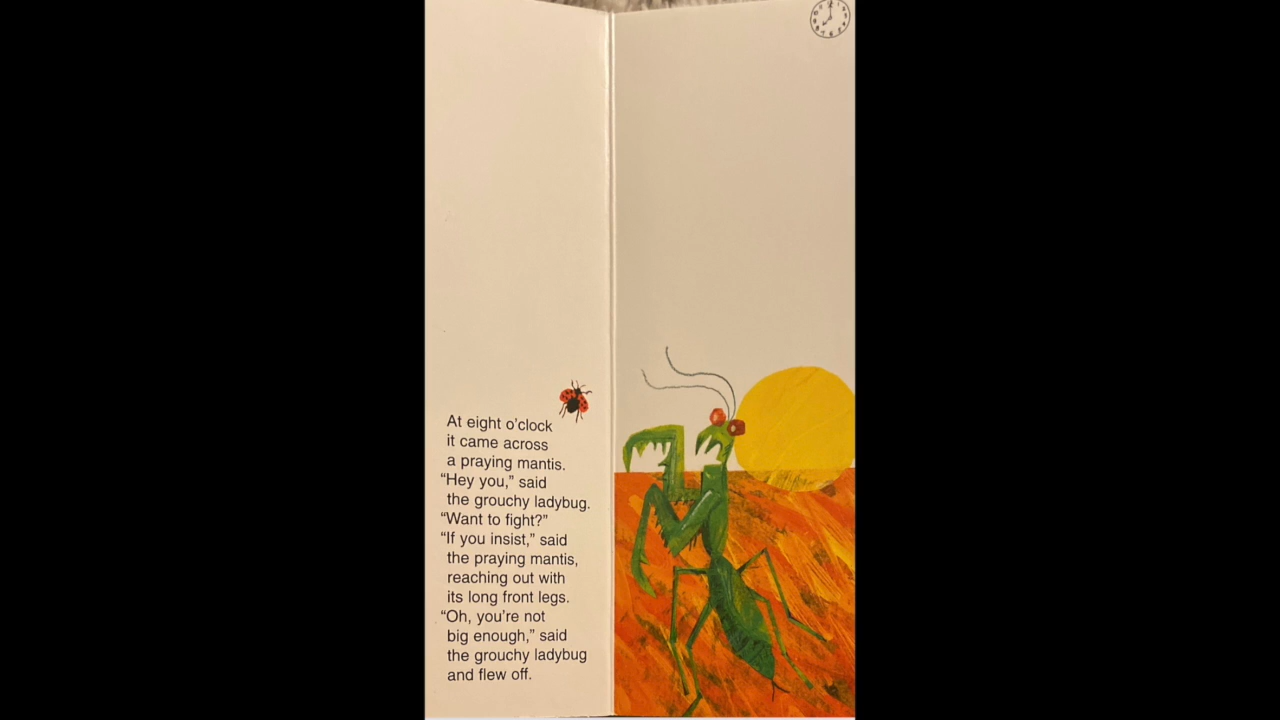 At eight o’clock
it came across
a praying mantis.
“Hey you,” said
the grouchy ladybug.
“Want to fight?”
“If you insist,” said
the praying mantis,
reaching out with
its long front legs.
“Oh, you’re not
big enough,” said
the grouchy ladybug
and flew off.